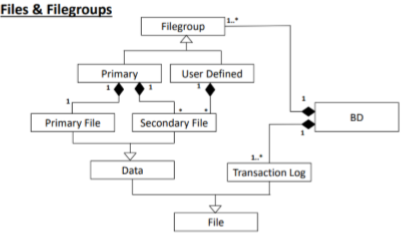 Files & Filegroups
Filegroup
1..*
Primary
User Defined
1
1
1
1
1
*
*
Primary File
Secondary File
BD
1
Data
1..*
Transaction Log
File